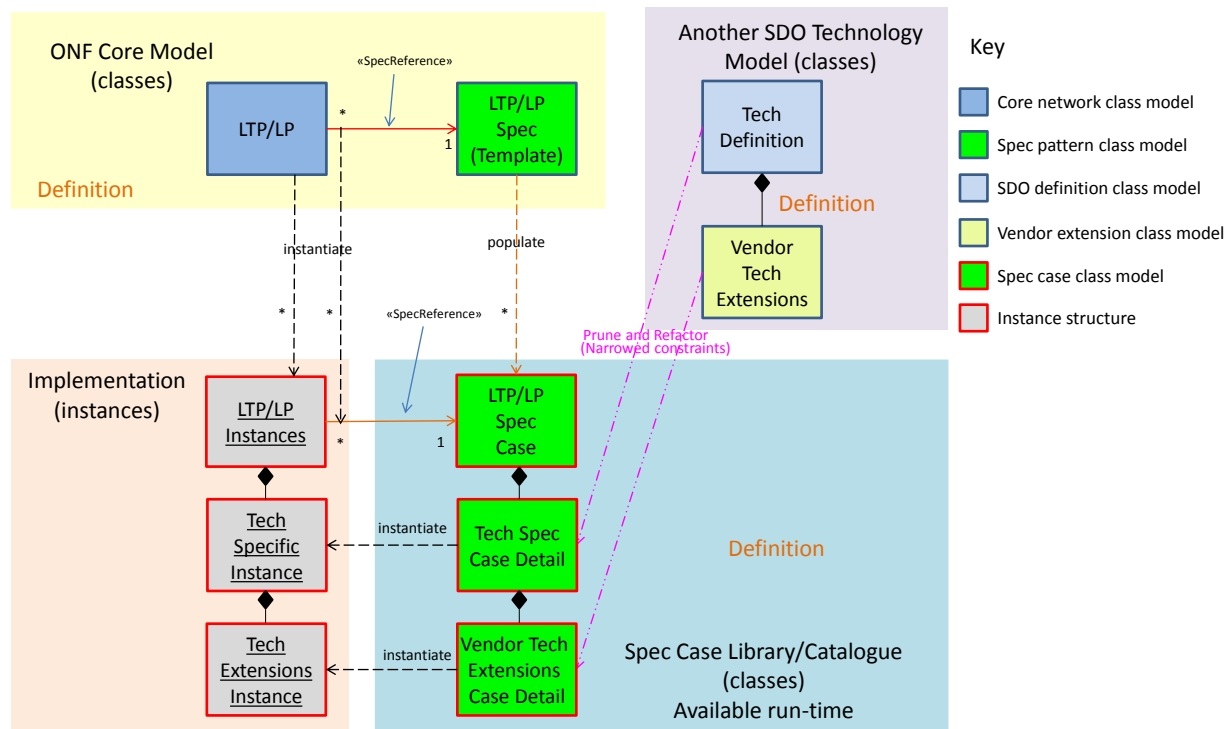 ONF Core Model
(classes)
«SpecReference»
LTP/LP
*
1
LTP/LP
Spec
(Template)
Definition
instantiate
populate
*
*
*
Another SDO Technology
Model (classes)
Tech
Definition
Definition
Vendor
Tech
Extensions
Prune and Refactor
(Narrowed constraints)
Key
Core network class model
Spec pattern class model
SDO definition class model
Vendor extension class model
Spec case class model
Instance structure
Implementation
(instances)
«SpecReference»
LTP/LP
Instances
*
1
LTP/LP
Spec
Case
Tech
Specific
Instance
instantiate
Tech Spec
Case Detail
Definition
Tech
Extensions
Instance
instantiate
Vendor Tech
Extensions
Case Detail
Spec Case Library/Catalogue
(classes)
Available run-time